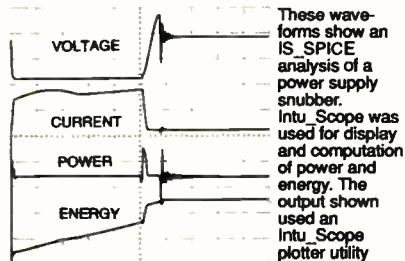 VOLTAGE
CURRENT
POWER
ENERGY
These wave-
forms show an
IS_SPICE
analysis of a
power supply
snubber.
Intu_Scope was
used for display
and computation
of power and
energy. The
output shown
used an
Intu_Scope
plotter utility